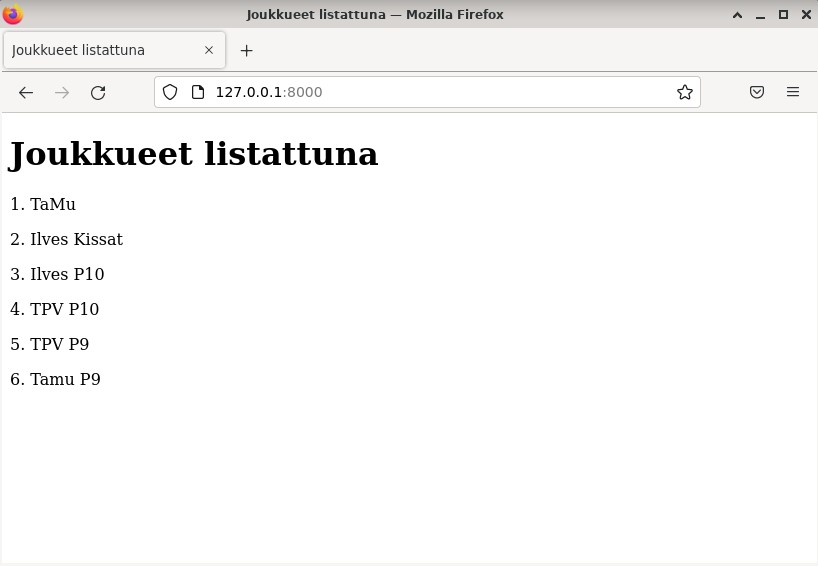 Joukkueet listattuna — Mozilla Firefox
Joukkueet listattuna
127.0.0.1:8000
Joukkueet listattuna
1. TaMu
2. Ilves Kissat
3. Ilves P10
4. TPV P10
5. TPV P9
6. Tamu P9